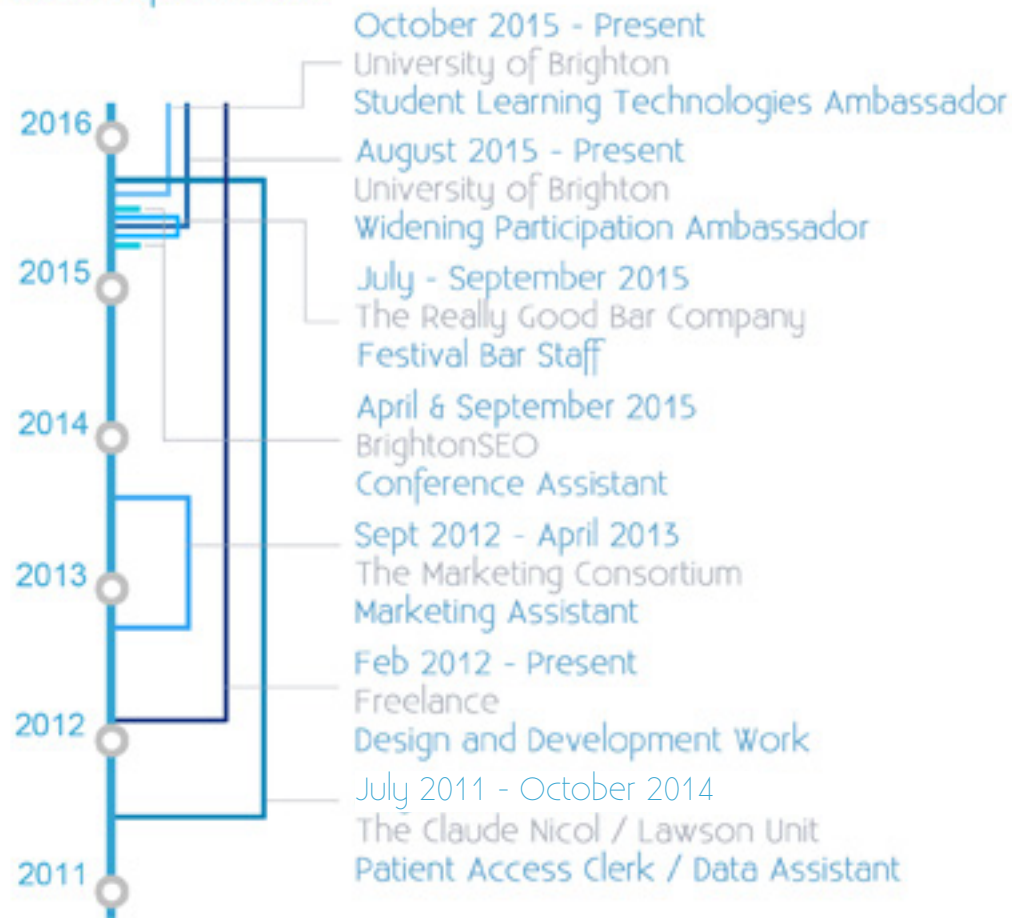 October 2015 - Present
University of Brighton
Student Learning Technologies Ambassador
2016
August 2015 - Present
University of Brighton
Widening Participation Ambassador
2015
July - September 2015
The Really Good Bar Company
Festival Bar Staff
2014
April & September 2015
BrightonSEO
Conference Assistant
Sept 2012 - April 2013
2013
The Marketing Consortium
Marketing Assistant
Feb 2012 - Present
Freelance
2012
Design and Development Work
July 2011 - October 2014
The Claude Nicol / Lawson Unit
2011
Patient Access Clerk / Data Assistant